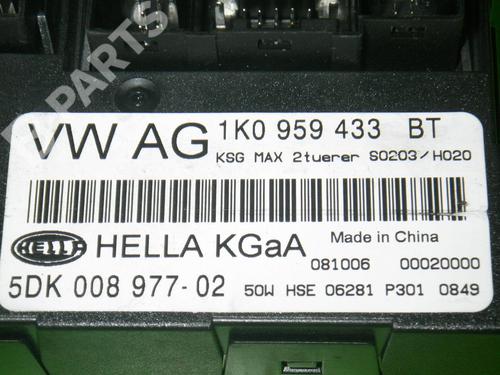 B-PARTS
VW AG 1K0 959 433 BT
KSG MAX 2tuerer S0203/H020
HELLA HELLA KGaA Made in China
081006 00020000
5DK 008 977-02 50W HSE 06281 P301 0849